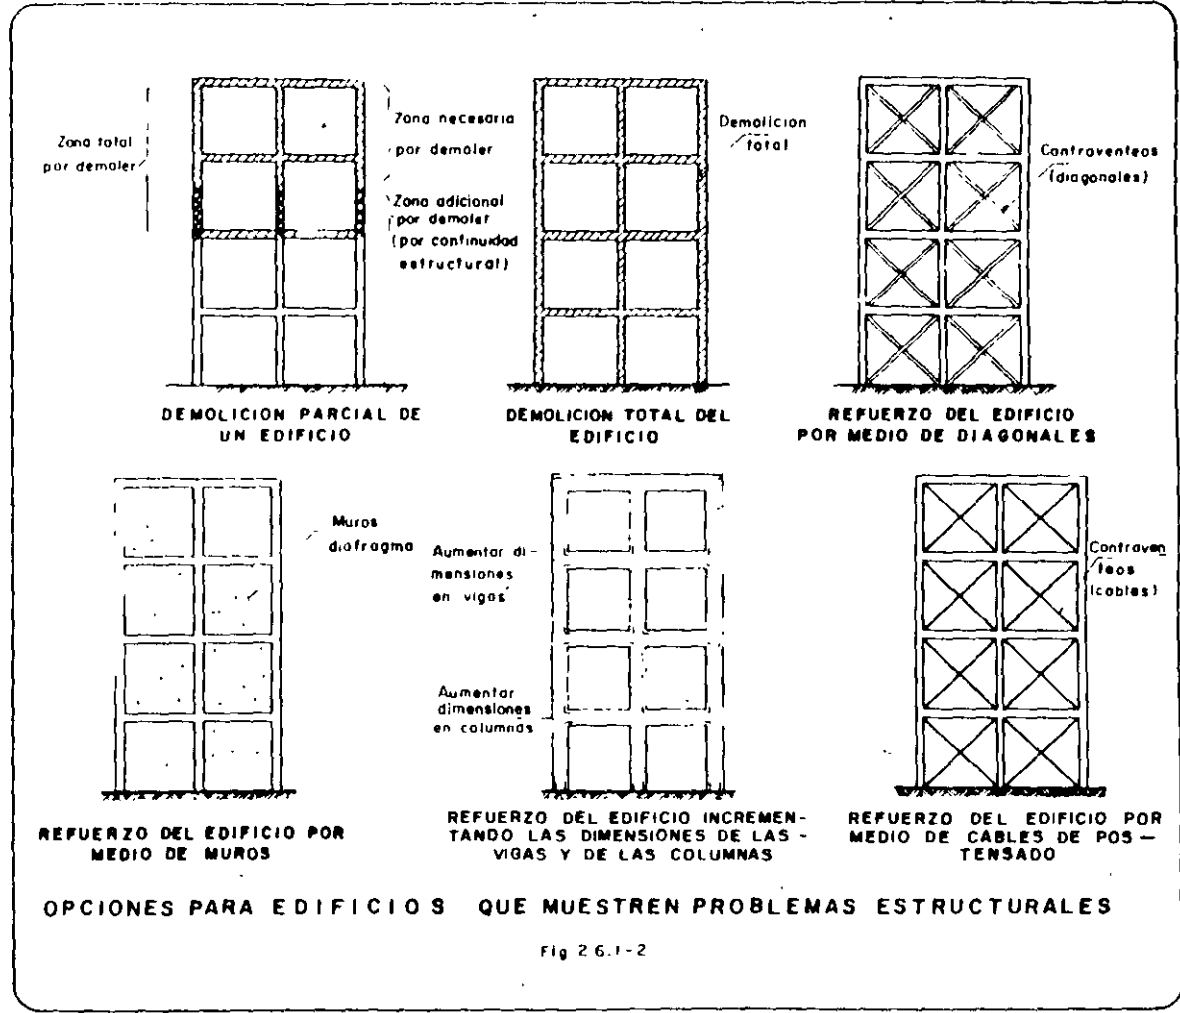 Zona total
por demoler
Zona necesaria
por demoler
Zona adicional
por demoler
(por continuidad
estructural)
DEMOLICION PARCIAL DE
UN EDIFICIO
Demolicion
total
DEMOLICION TOTAL DEL
EDIFICIO
Contraventeos
(diagonales)
REFUERZO DEL EDIFICIO
POR MEDIO DE DIAGONALES
Muros
diafragma
REFUERZO DEL EDIFICIO POR
MEDIO DE MUROS
Aumentar di-
mensiones
en vigas
Aumentar
dimensiones
en columnas
REFUERZO DEL EDIFICIO INCREMEN-
TANDO LAS DIMENSIONES DE LAS -
VIGAS Y DE LAS COLUMNAS
Contraven
teos
(cables)
REFUERZO DEL EDIFICIO POR
MEDIO DE CABLES DE POS-
TENSADO
OPCIONES PARA EDIFICIOS QUE MUESTREN PROBLEMAS ESTRUCTURALES
Fig 2 6.1-2